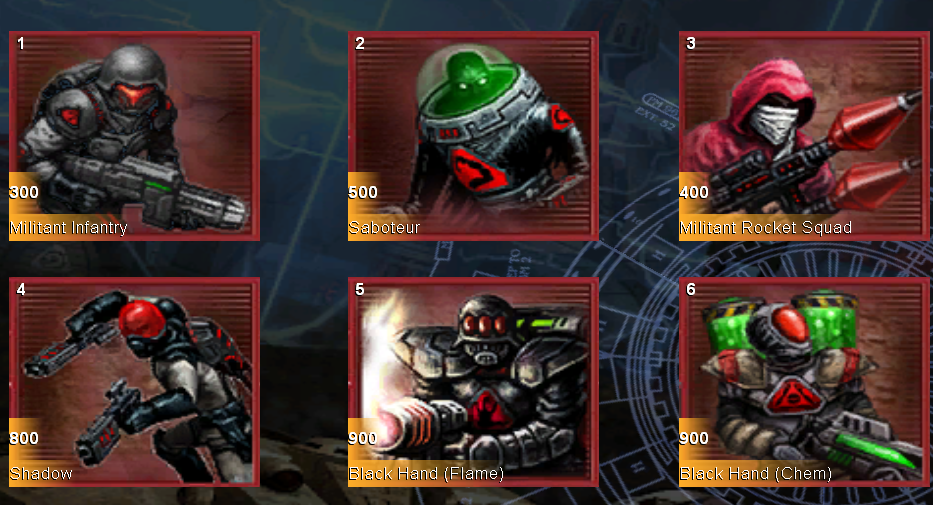 1
300
Militant Infantry
2
500
Saboteur
3
400
Militant Rocket Squad
4
800
Shadow
5
900
Black Hand (Flame)
6
900
Black Hand (Chem)